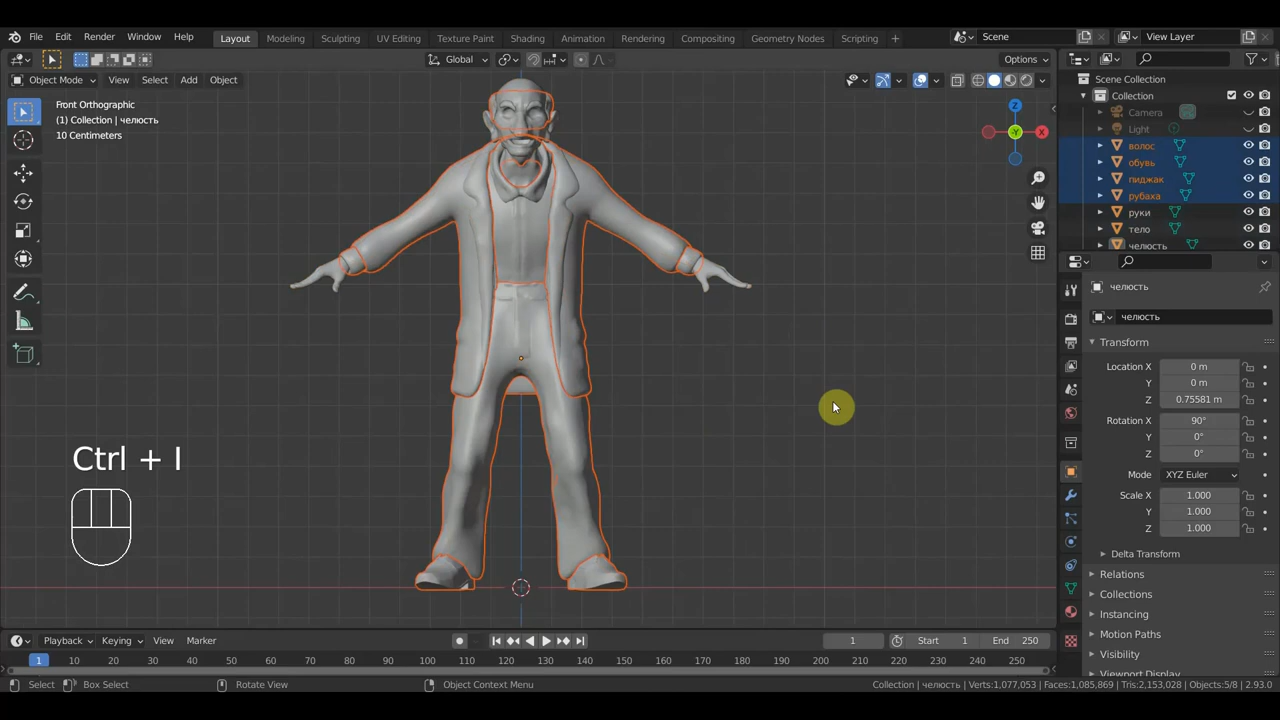 File Edit Render Window Help Layout Modeling Sculpting UV Editing Texture Paint Shading Animation Rendering Compositing Geometry Nodes Scripting + Scene View Layer
Global Options
Object Mode View Select Add Object
Front Orthographic
(1) Collection | челюсть
10 Centimeters
Z
X
-Y
Scene Collection
Collection
Camera
Light
волос
обувь
пиджак
рубаха
руки
тело
челюсть
челюсть
челюсть
Transform
Location X 0 m
Y 0 m
Z 0.75581 m
Rotation X 90°
Y 0°
Z 0°
Mode XYZ Euler
Scale X 1.000
Y 1.000
Z 1.000
Delta Transform
Relations
Collections
Instancing
Motion Paths
Visibility
Viewport Display
Ctrl + I
Playback Keying View Marker 1 Start 1 End 250
1 10 20 30 40 50 60 70 80 90 100 110 120 130 140 150 160 170 180 190 200 210 220 230 240 250
Select Box Select Rotate View Object Context Menu Collection | челюсть | Verts:1,077,053 | Faces:1,085,869 | Tris:2,153,028 | Objects:5/8 | 2.93.0